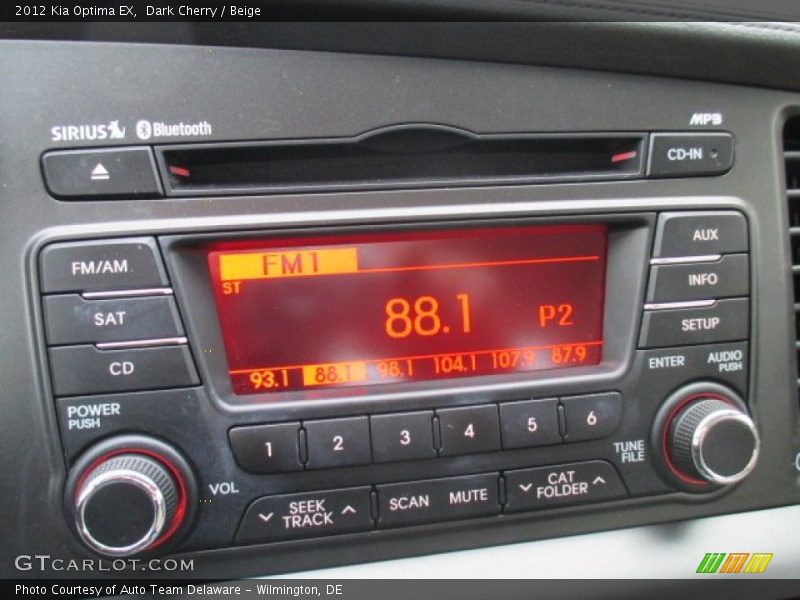 2012 Kia Optima EX, Dark Cherry / Beige
SIRIUS Bluetooth
MP3
CD-IN
FM/AM
SAT
CD
AUX
INFO
SETUP
FM1
ST
88.1 P2
93.1 88.1 98.1 104.1 107.9 87.9
POWER
PUSH
VOL
1 2 3 4 5 6
ENTER
AUDIO
PUSH
TUNE
FILE
SEEK
TRACK
SCAN MUTE
CAT
FOLDER
GTCARLOT.COM
Photo Courtesy of Auto Team Delaware - Wilmington, DE